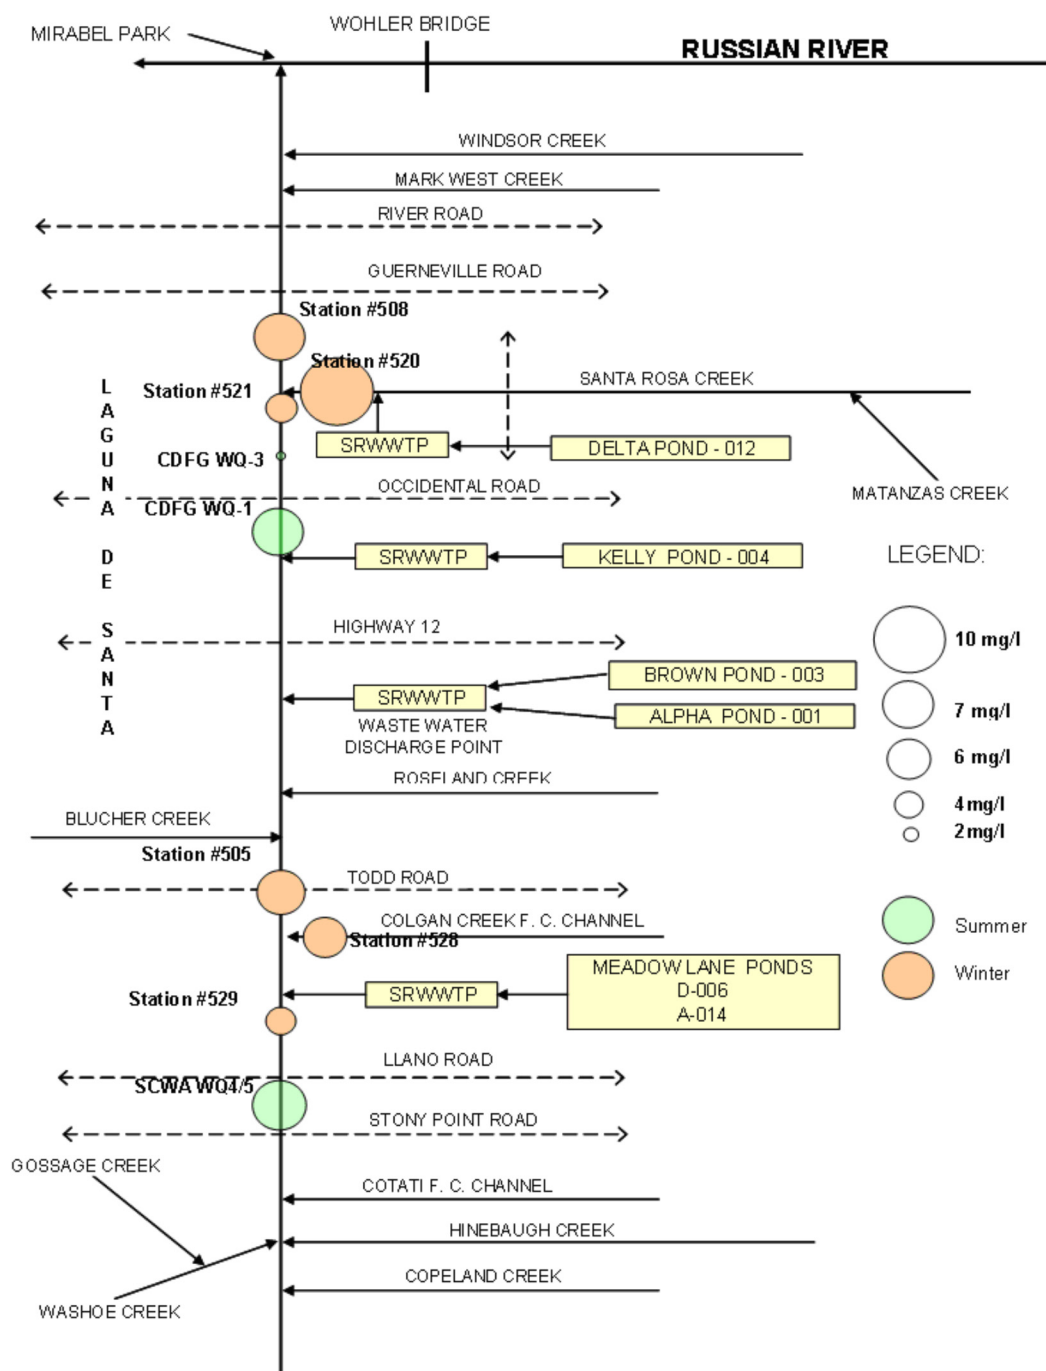 WOHLER BRIDGE
MIRABEL PARK
RUSSIAN RIVER
WINDSOR CREEK
MARK WEST CREEK
RIVER ROAD
GUERNEVILLE ROAD
Station #508
Station #520
SANTA ROSA CREEK
Station #521
SRWWTP
DELTA POND - 012
CDFG WQ-3
OCCIDENTAL ROAD
MATANZAS CREEK
CDFG WQ-1
SRWWTP
KELLY POND - 004
LAGUNA
DE
SANTA
HIGHWAY 12
BROWN POND - 003
SRWWTP
ALPHA POND - 001
WASTE WATER
DISCHARGE POINT
ROSELAND CREEK
BLUCHER CREEK
Station #505
TODD ROAD
COLGAN CREEK F. C. CHANNEL
Station #528
MEADOW LANE PONDS
D-006
A-014
SRWWTP
Station #529
LLANO ROAD
SCWA WQ4/5
STONY POINT ROAD
GOSSAGE CREEK
COTATI F. C. CHANNEL
HINEBAUGH CREEK
COPELAND CREEK
WASHOE CREEK
LEGEND:
10 mg/l
7 mg/l
6 mg/l
4 mg/l
2 mg/l
Summer
Winter